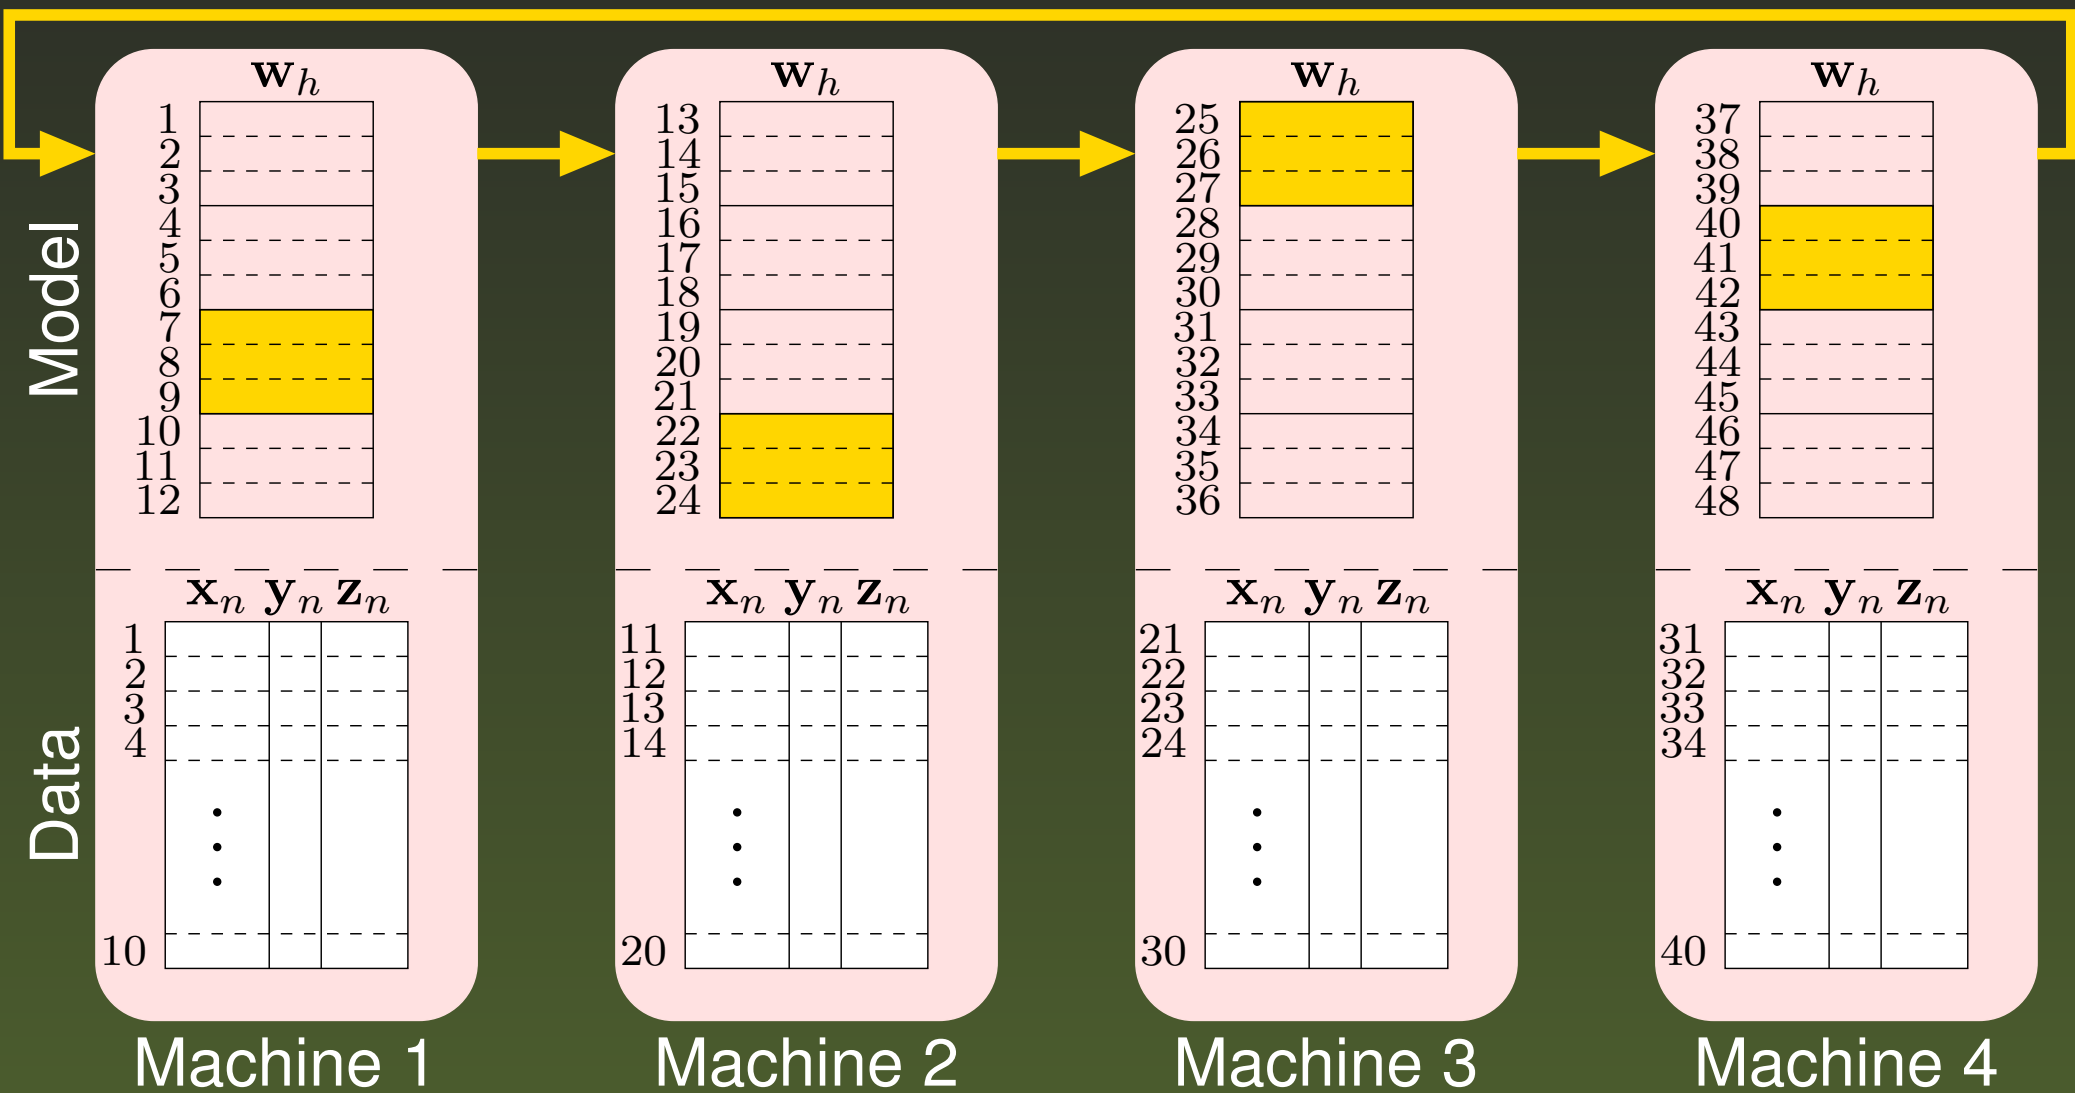 w_h w_h w_h w_h
1 13 25 37
2 14 26 38
3 15 27 39
4 16 28 40
5 17 29 41
6 18 30 42
7 19 31 43
8 20 32 44
9 21 33 45
10 22 34 46
11 23 35 47
12 24 36 48
Model
x_n y_n z_n x_n y_n z_n x_n y_n z_n x_n y_n z_n
1 11 21 31
2 12 22 32
3 13 23 33
4 14 24 34
10 20 30 40
Data
Machine 1 Machine 2 Machine 3 Machine 4